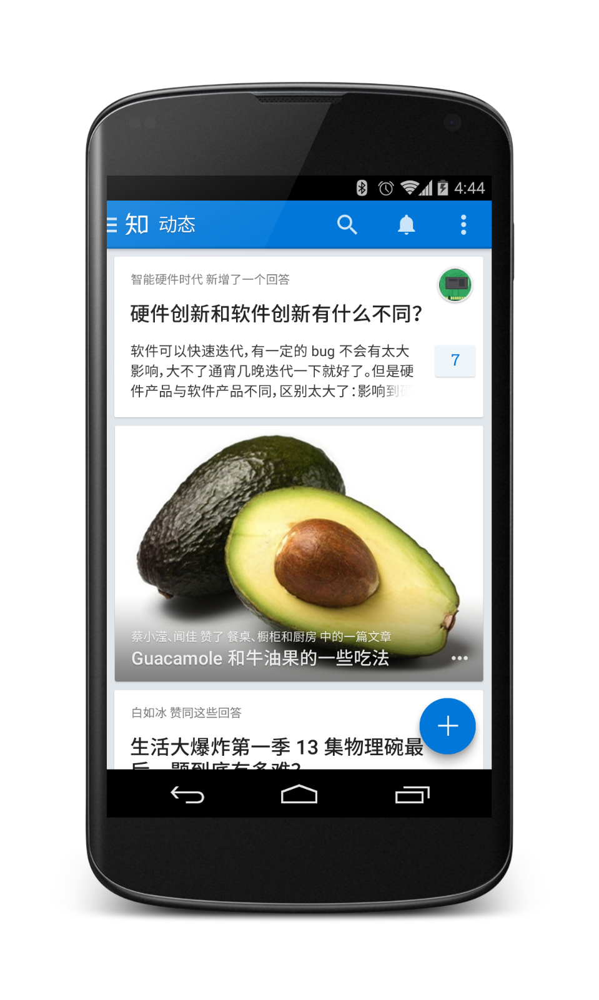 4:44
知 动态
智能硬件时代 新增了一个回答
硬件创新和软件创新有什么不同?
软件可以快速迭代，有一定的 bug 不会有太大
影响，大不了通宵几晚迭代一下就好了。但是硬
件产品与软件产品不同，区别太大了：影响到硬
7
蔡小滢、闻佳 赞了 餐桌、橱柜和厨房 中的一篇文章
Guacamole 和牛油果的一些吃法
白如冰 赞同这些回答
生活大爆炸第一季 13 集物理碗最
后一题到底有多难?